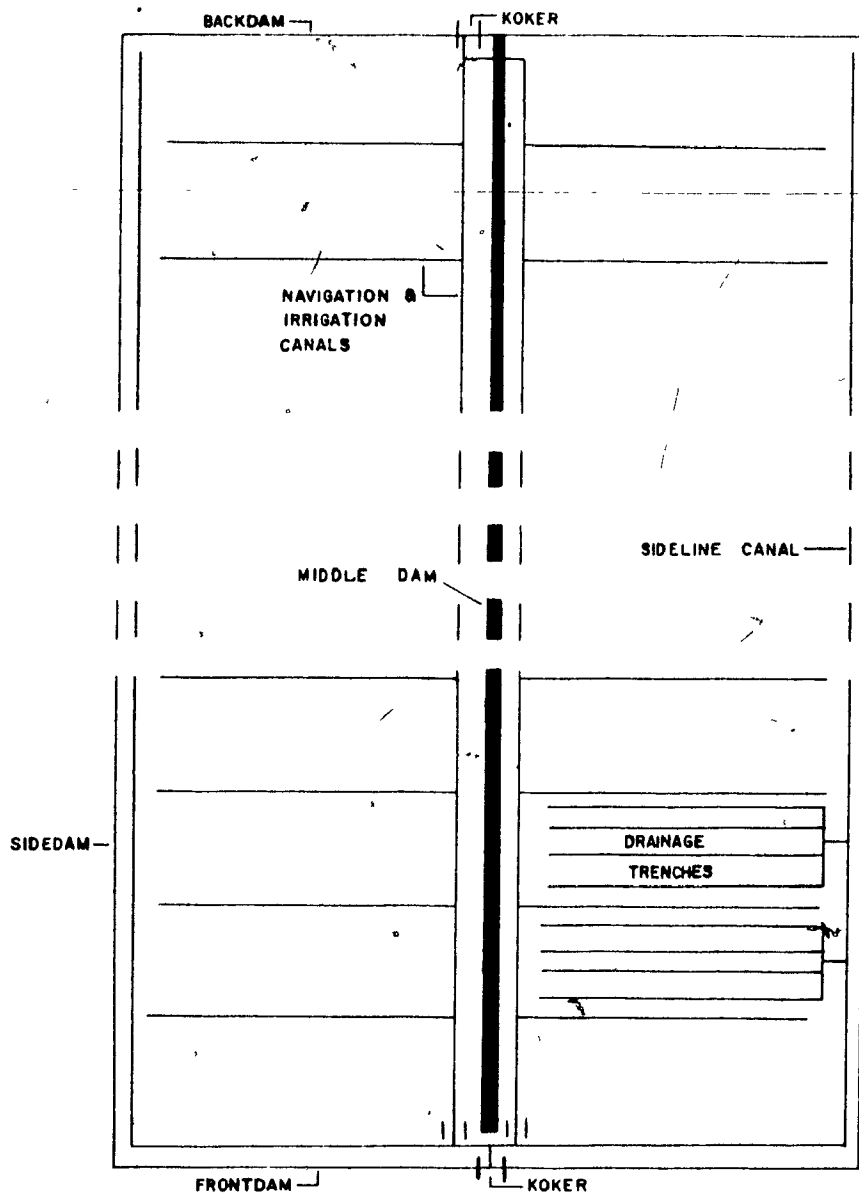 BACKDAM
KOKER
NAVIGATION &
IRRIGATION
CANALS
SIDELINE CANAL
MIDDLE DAM
SIDEDAM
DRAINAGE
TRENCHES
FRONTDAM
KOKER